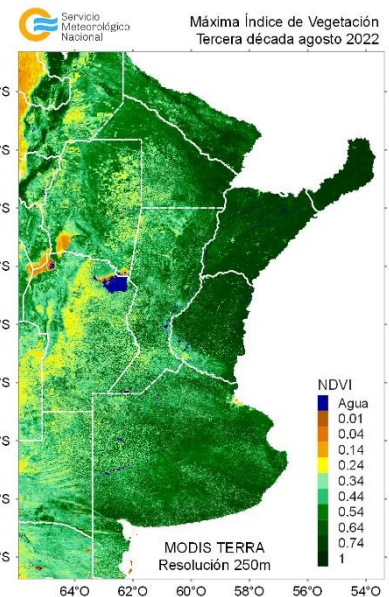 Servicio
Meteorológico
Nacional
Máxima Índice de Vegetación
Tercera década agosto 2022
NDVI
Agua
0.01
0.04
0.14
0.24
0.34
0.44
0.54
0.64
0.74
1
MODIS TERRA
Resolución 250m
64°O
62°O
60°O
58°O
56°O
54°O